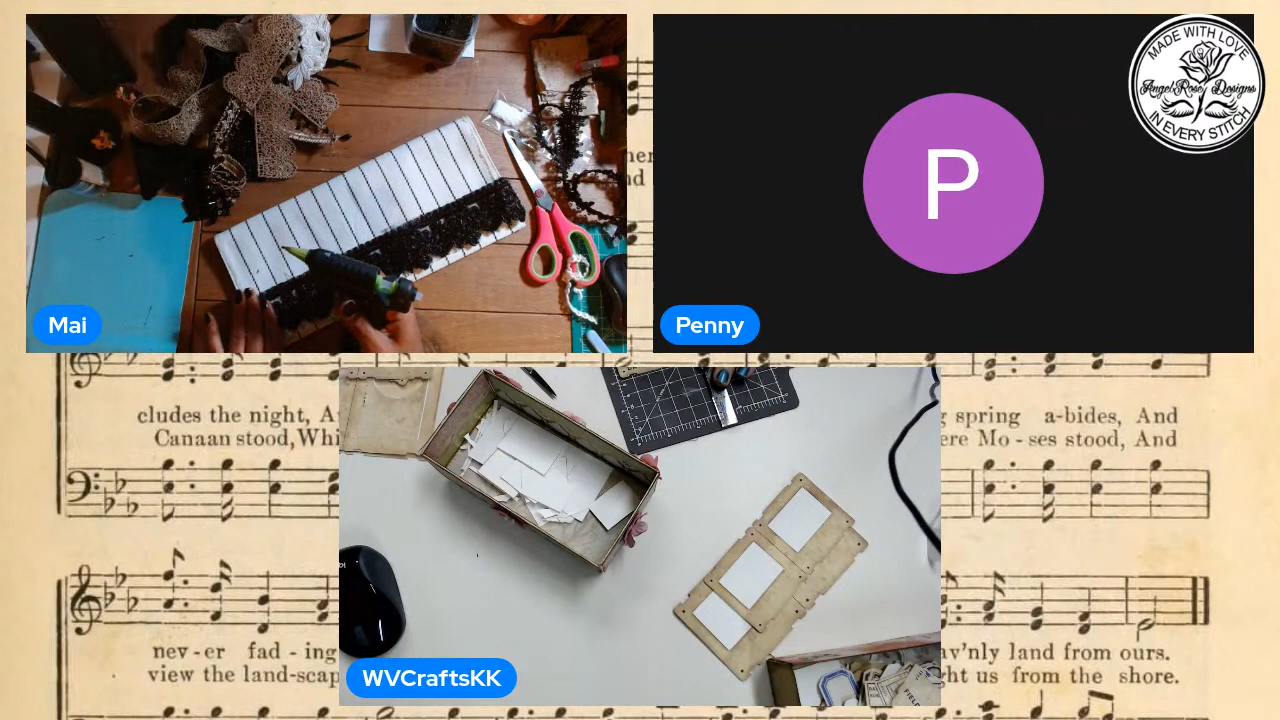 Mai
P
Penny
MADE WITH LOVE
AngelRose Designs
IN EVERY STITCH
cludes the night,
g spring a-bides, And
Canaan stood, Whi
ere Mo - ses stood, And
WVCraftsKK
FIELD
nev - er fad - ing
av'nly land from ours.
view the land-scap
ght us from the shore.